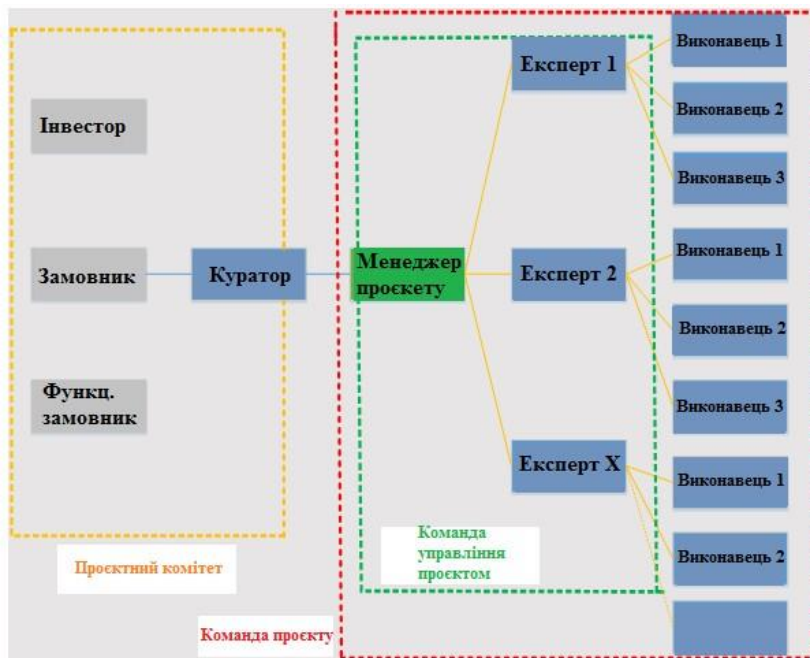 Інвестор
Замовник
Функц.
замовник
Куратор
Проєктний комітет
Менеджер
проєкету
Експерт 1
Експерт 2
Експерт X
Команда
управління
проєктом
Виконавець 1
Виконавець 2
Виконавець 3
Виконавець 1
Виконавець 2
Виконавець 3
Виконавець 1
Виконавець 2
Команда проєкту